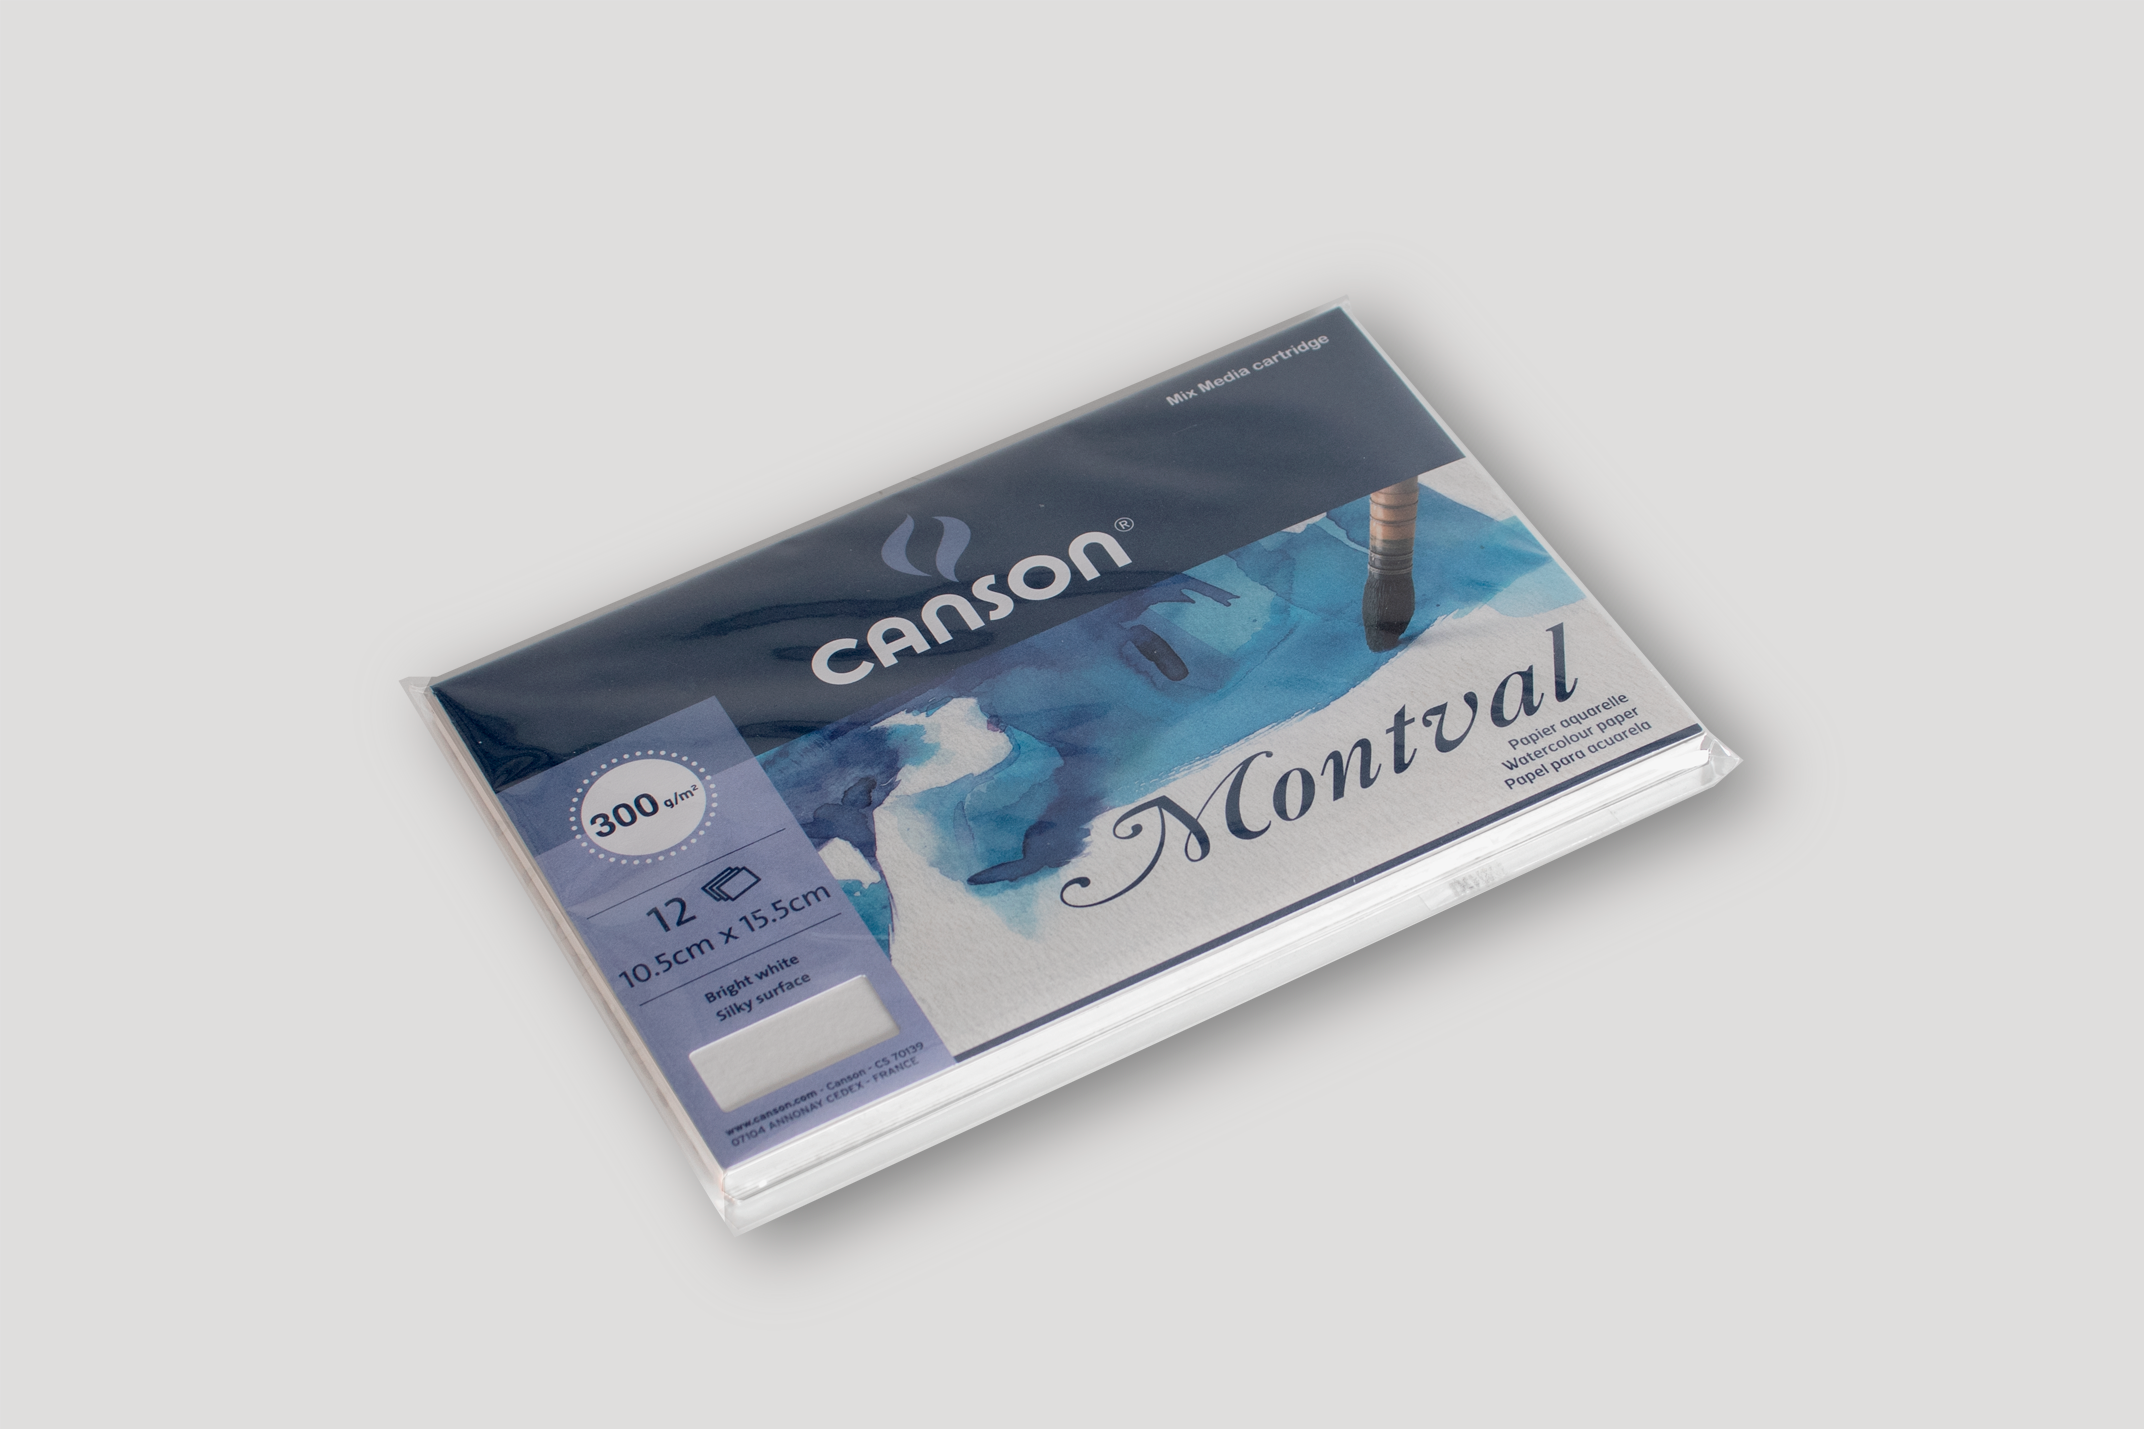 Mix Media cartridge
CANSON®
Montval
Papier aquarelle
Watercolour paper
Papel para acuarela
300 g/m²
12
10.5cm x 15.5cm
Bright white
Silky surface
www.canson.com - Canson - CS 70139
07104 ANNONAY CEDEX - FRANCE